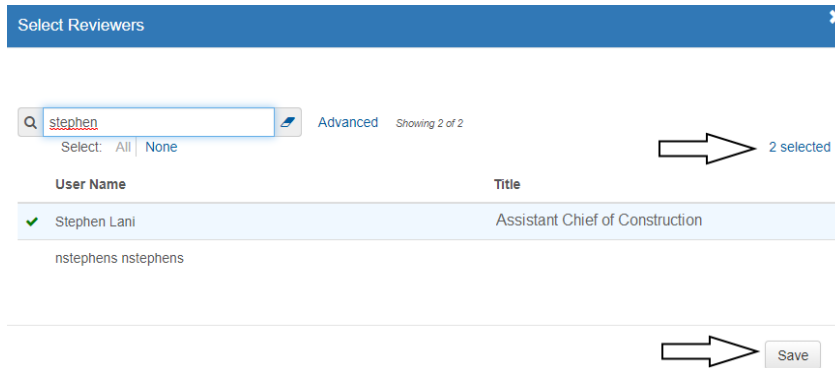 Select Reviewers
stephen Advanced Showing 2 of 2
Select: All None 2 selected
User Name Title
Stephen Lani Assistant Chief of Construction
nstephens nstephens
Save